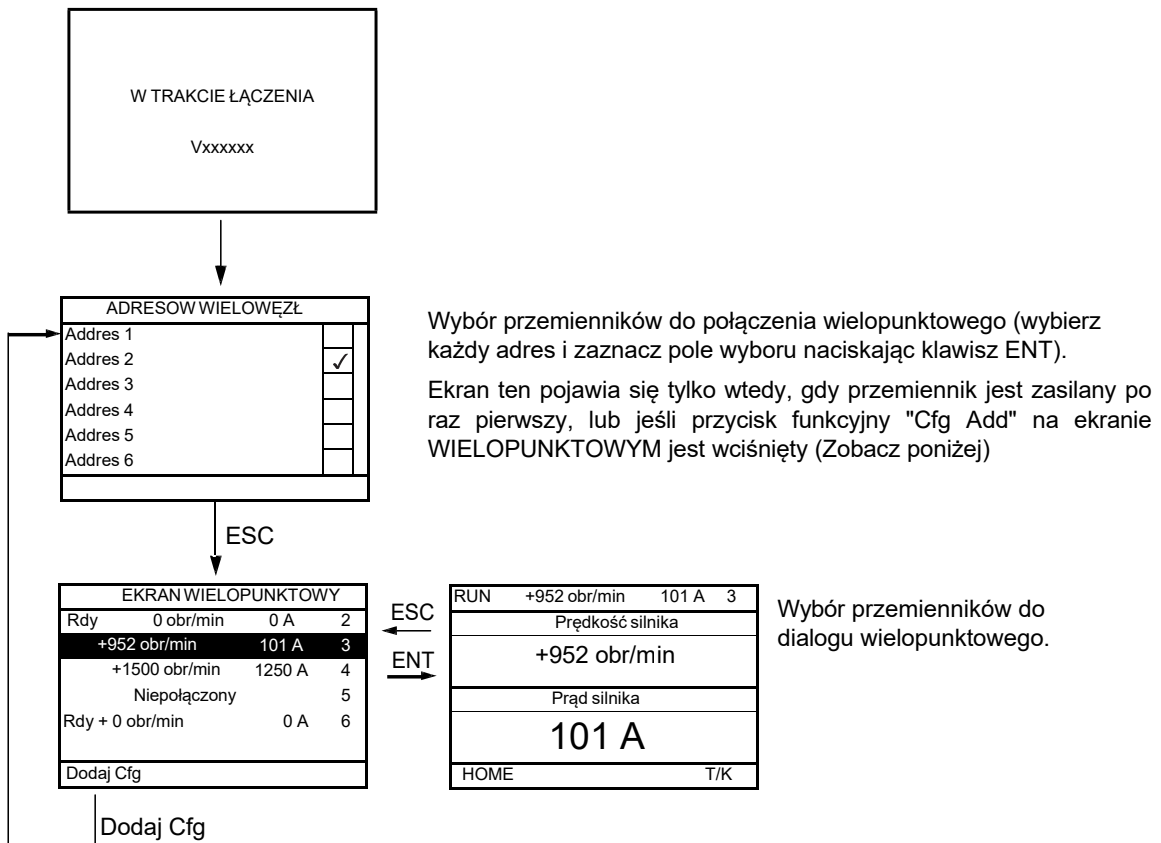 W TRAKCIE ŁĄCZENIA
Vxxxxxx
ADRESOW WIELOWĘZŁ
Addres 1
Addres 2 ✓
Addres 3
Addres 4
Addres 5
Addres 6
Wybór przemienników do połączenia wielopunktowego (wybierz
każdy adres i zaznacz pole wyboru naciskając klawisz ENT).
Ekran ten pojawia się tylko wtedy, gdy przemiennik jest zasilany po
raz pierwszy, lub jeśli przycisk funkcyjny "Cfg Add" na ekranie
WIELOPUNKTOWYM jest wciśnięty (Zobacz poniżej)
ESC
EKRAN WIELOPUNKTOWY
Rdy 0 obr/min 0 A 2
+952 obr/min 101 A 3
+1500 obr/min 1250 A 4
Niepołączony 5
Rdy + 0 obr/min 0 A 6
Dodaj Cfg
ESC
ENT
RUN +952 obr/min 101 A 3
Prędkość silnika
+952 obr/min
Prąd silnika
101 A
HOME T/K
Wybór przemienników do
dialogu wielopunktowego.
Dodaj Cfg